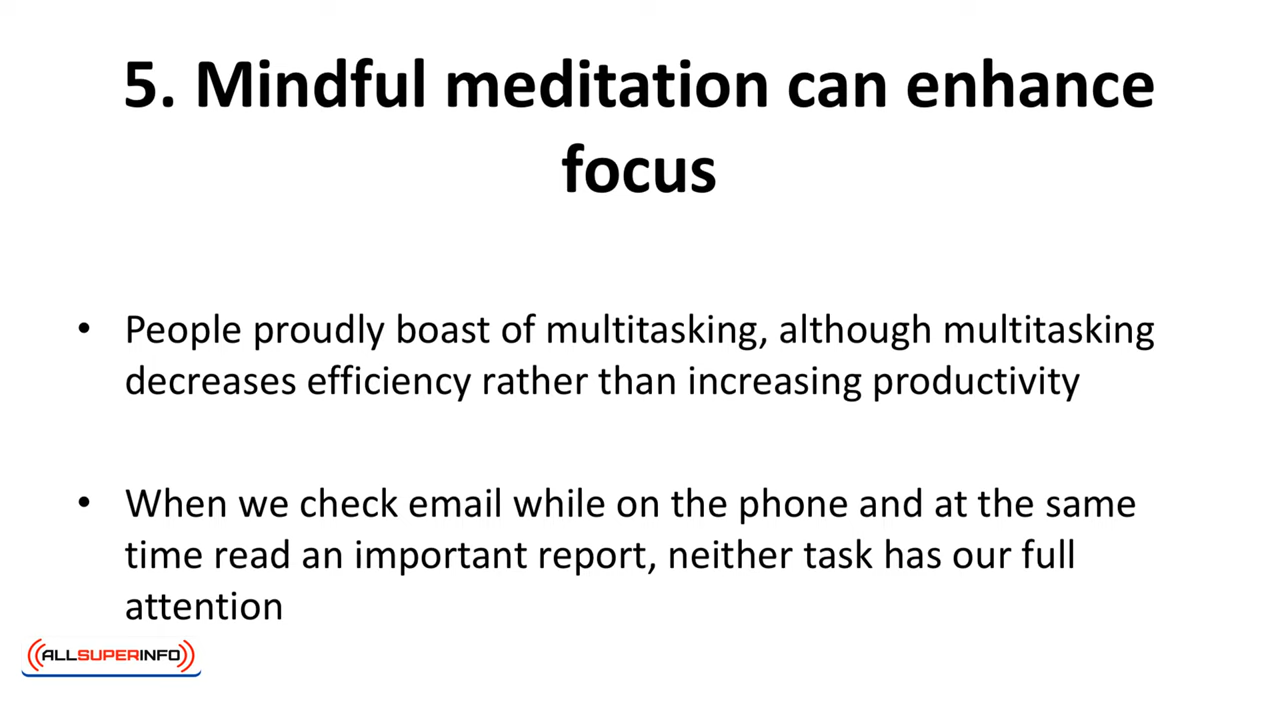 5. Mindful meditation can enhance
focus
• People proudly boast of multitasking, although multitasking
decreases efficiency rather than increasing productivity
• When we check email while on the phone and at the same
time read an important report, neither task has our full
attention
ALLSUPERINFO